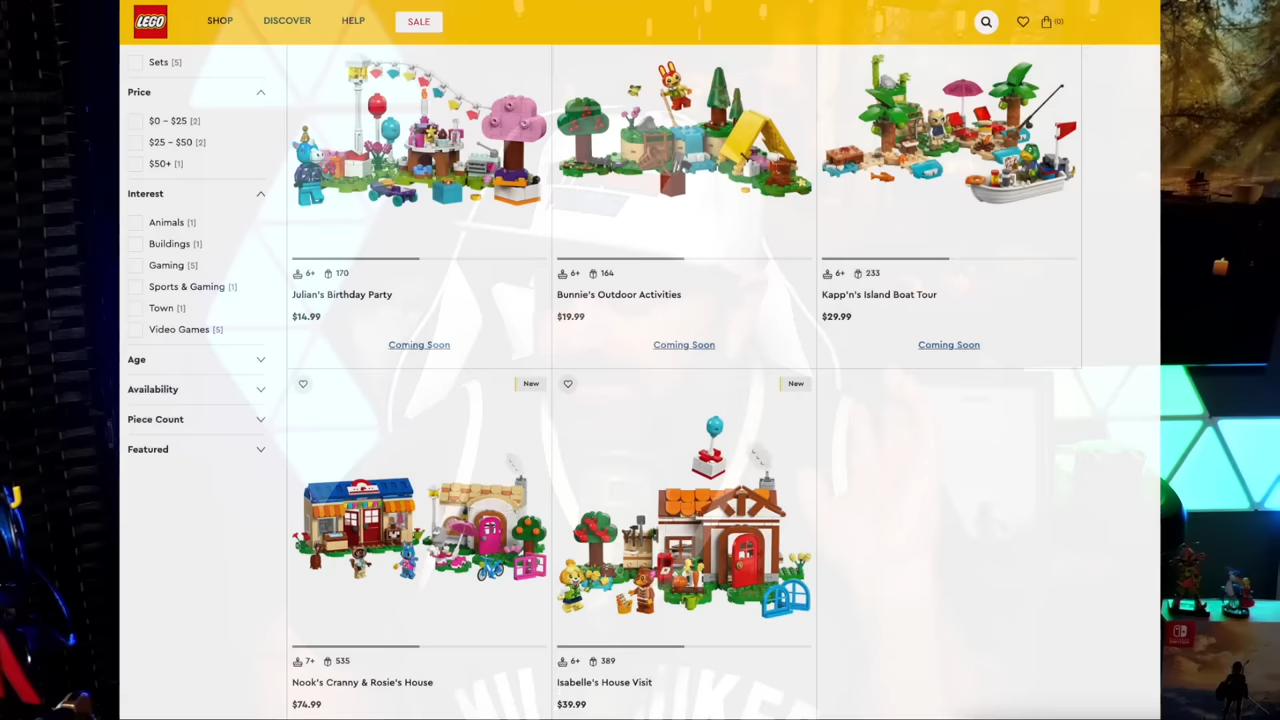 LEGO
SHOP DISCOVER HELP SALE (0)
Sets [5]
Price
$0 – $25 [2]
$25 – $50 [2]
$50+ [1]
Interest
Animals [1]
Buildings [1]
Gaming [5]
Sports & Gaming [1]
Town [1]
Video Games [5]
Age
Availability
Piece Count
Featured
6+ 170
Julian's Birthday Party
$14.99
Coming Soon
6+ 164
Bunnie's Outdoor Activities
$19.99
Coming Soon
6+ 233
Kapp'n's Island Boat Tour
$29.99
Coming Soon
New
7+ 535
Nook's Cranny & Rosie's House
$74.99
New
6+ 389
Isabelle's House Visit
$39.99